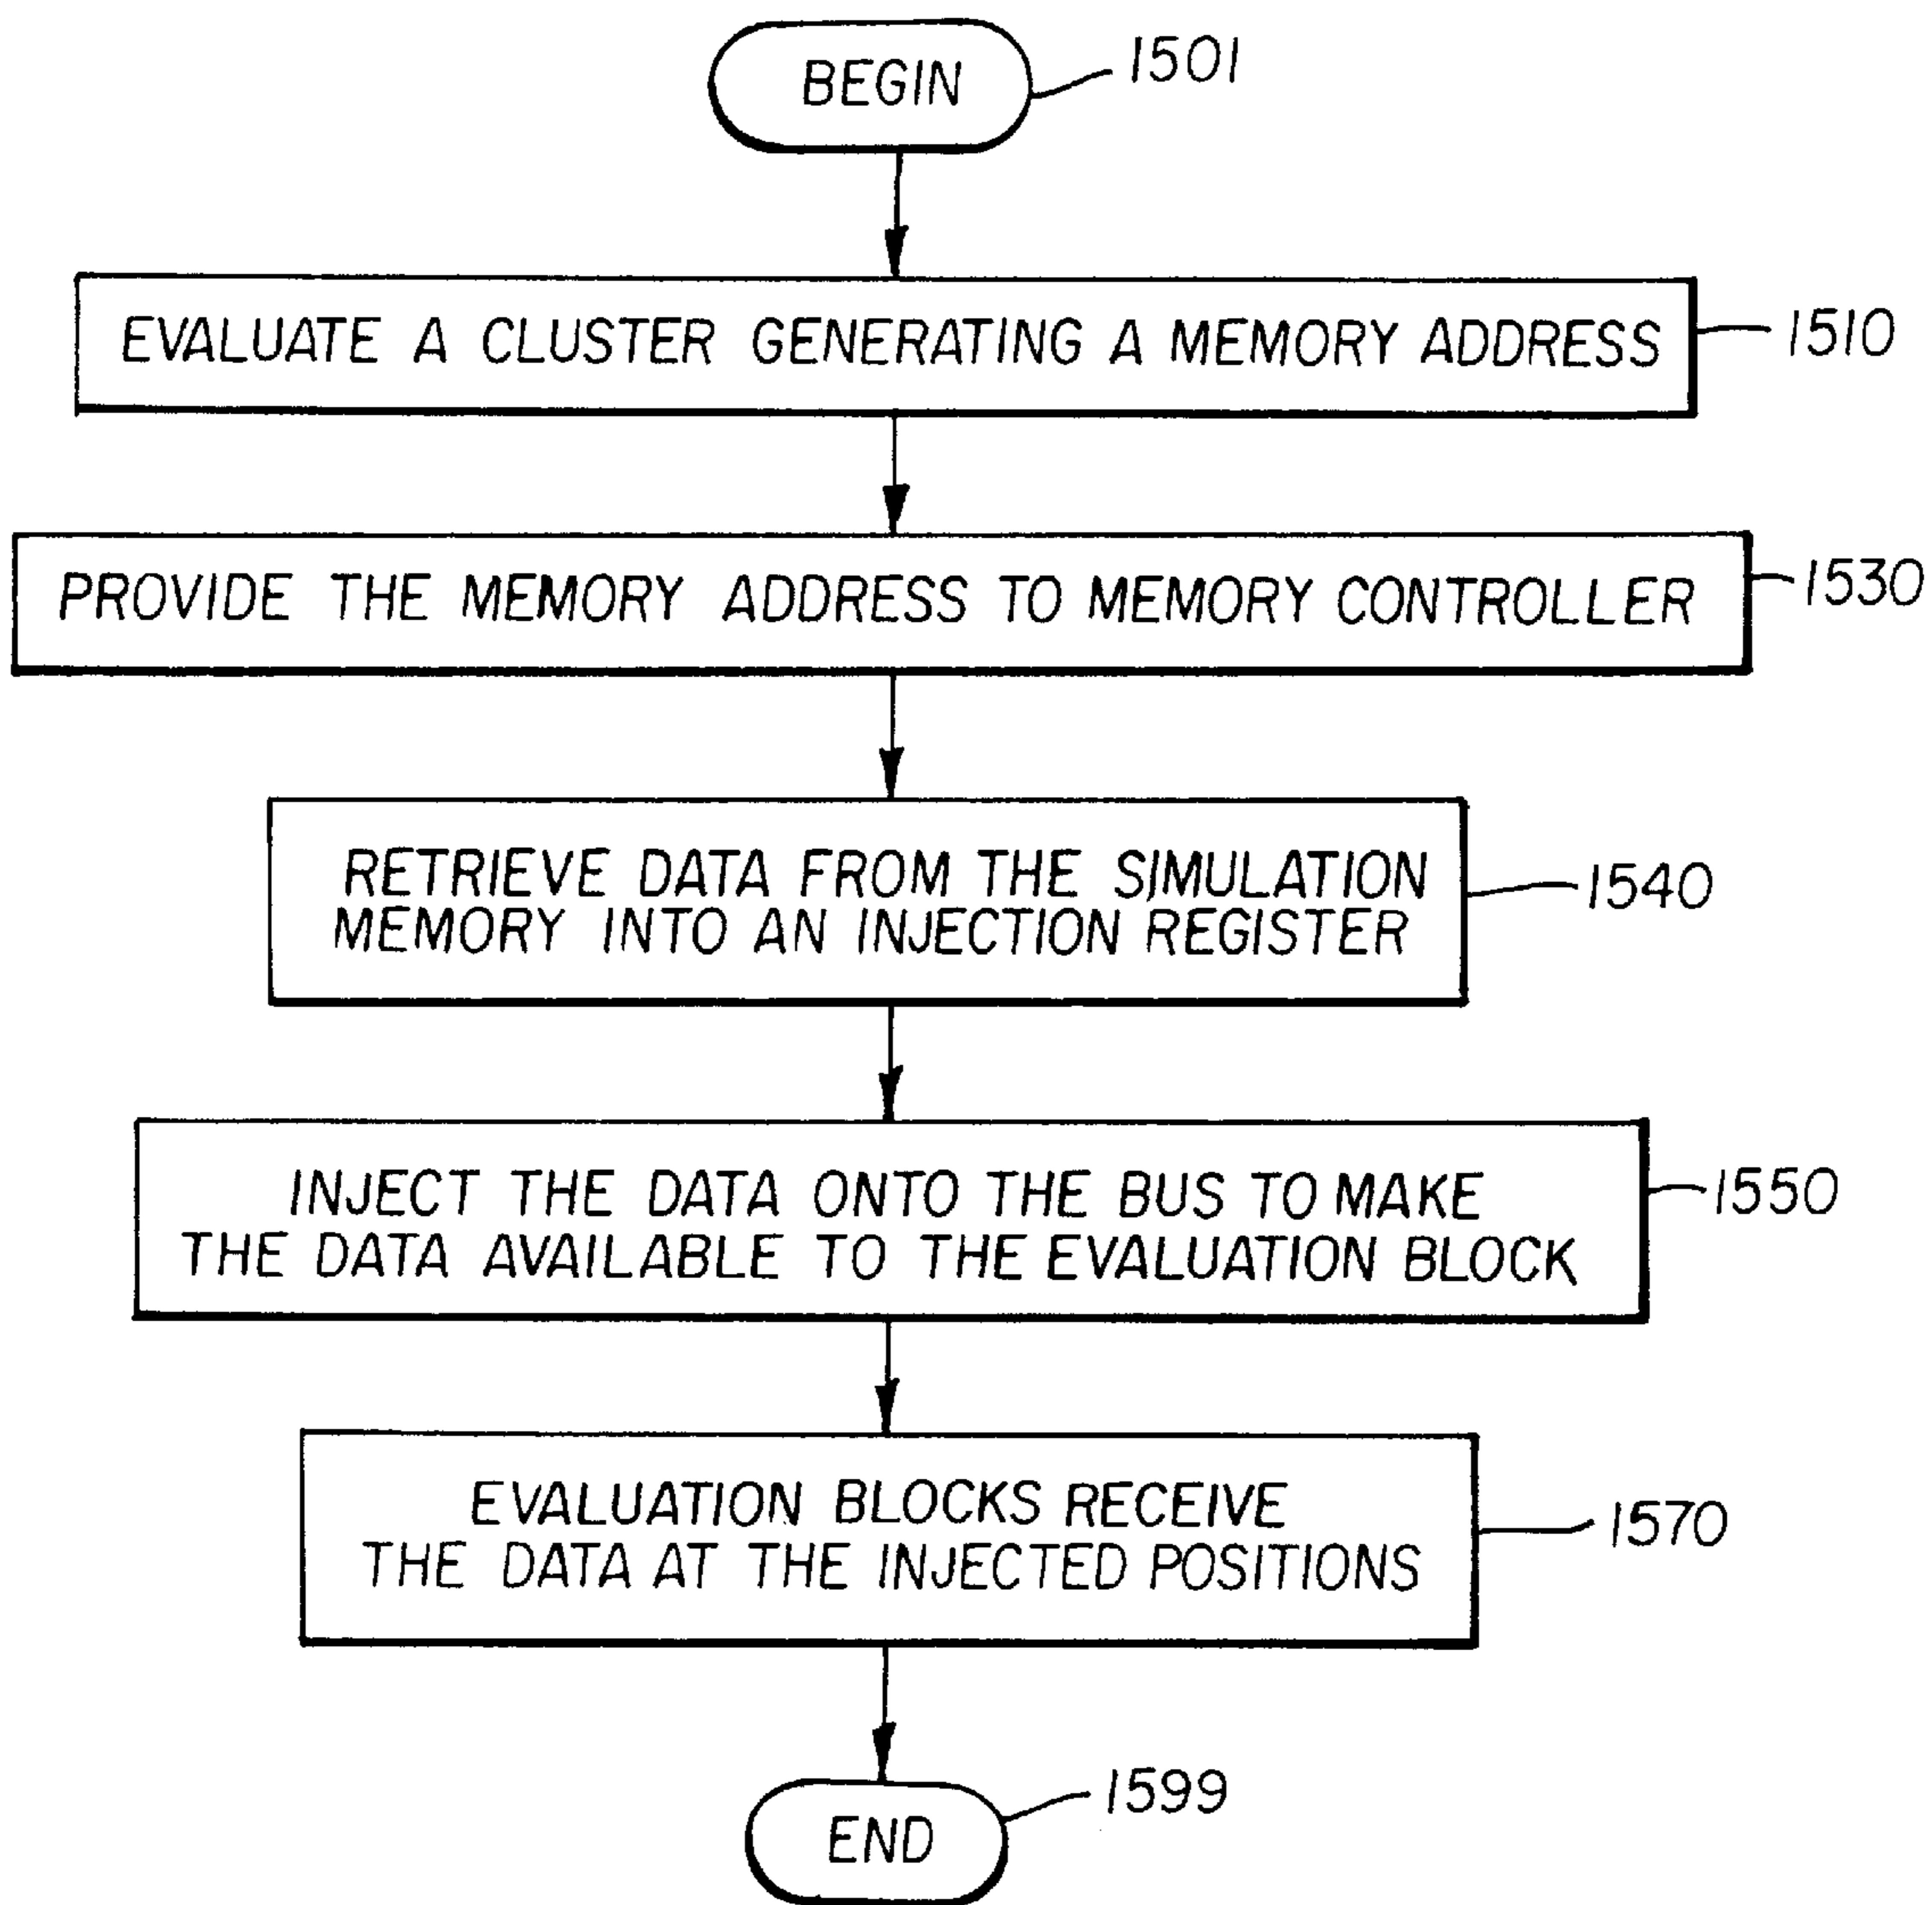 BEGIN
1501
EVALUATE A CLUSTER GENERATING A MEMORY ADDRESS
1510
PROVIDE THE MEMORY ADDRESS TO MEMORY CONTROLLER
1530
RETRIEVE DATA FROM THE SIMULATION
MEMORY INTO AN INJECTION REGISTER
1540
INJECT THE DATA ONTO THE BUS TO MAKE
THE DATA AVAILABLE TO THE EVALUATION BLOCK
1550
EVALUATION BLOCKS RECEIVE
THE DATA AT THE INJECTED POSITIONS
1570
END
1599